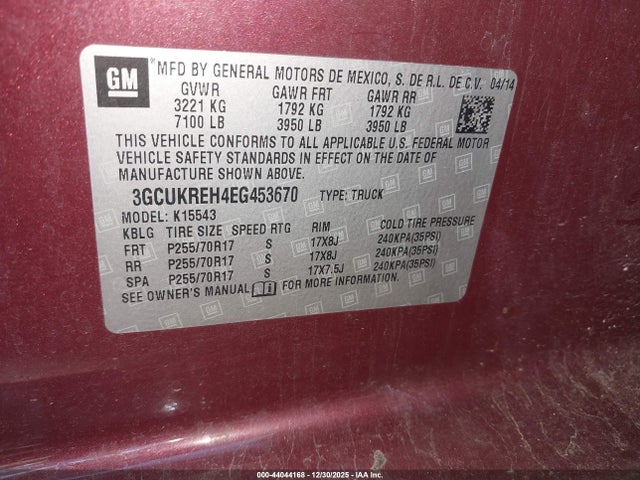 GM
MFD BY GENERAL MOTORS DE MEXICO, S. DE R.L. DE C.V. 04/14
GVWR GAWR FRT GAWR RR
3221 KG 1792 KG 1792 KG
7100 LB 3950 LB 3950 LB
THIS VEHICLE CONFORMS TO ALL APPLICABLE U.S. FEDERAL MOTOR
VEHICLE SAFETY STANDARDS IN EFFECT ON THE DATE OF
MANUFACTURE SHOWN ABOVE.
3GCUKREH4EG453670 TYPE: TRUCK
MODEL: K15543
KBLG TIRE SIZE SPEED RTG RIM COLD TIRE PRESSURE
FRT P255/70R17 S 17X8J 240KPA(35PSI)
RR P255/70R17 S 17X8J 240KPA(35PSI)
SPA P255/70R17 S 17X7.5J 240KPA(35PSI)
SEE OWNER'S MANUAL FOR MORE INFORMATION.
000-44044168 - 12/30/2025 - COPYRIGHT IAA, LLC.